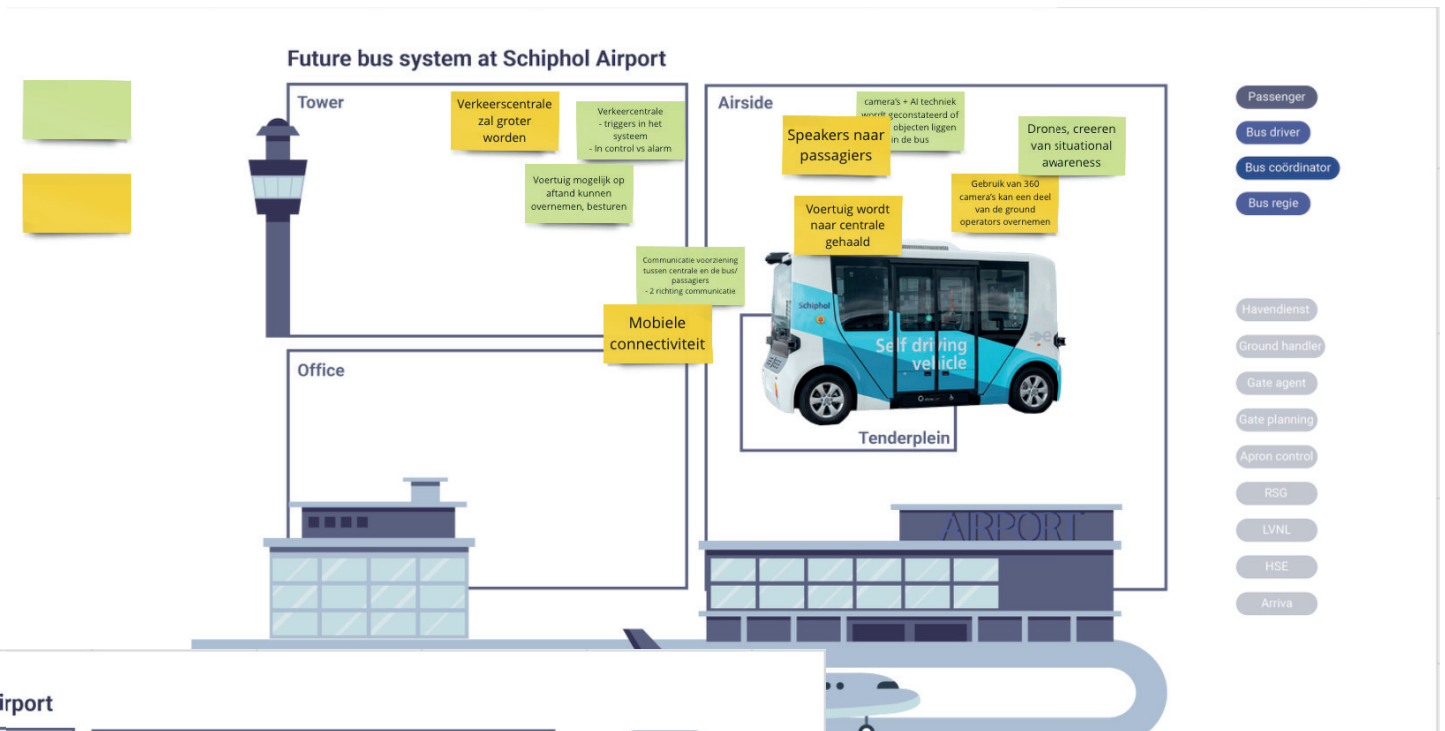 Future bus system at Schiphol Airport
Tower
Verkeerscentrale
zal groter
worden
Verkeercentrale
- triggers in het
systeem
- In control vs alarm
Voertuig mogelijk op
aftand kunnen
overnemen, besturen
Communicatie voorziening
tussen centrale en de bus/
passagiers
- 2 richting communicatie
Mobiele
connectiviteit
Office
Airside
camera's + AI techniek
wordt geconstateerd of
objecten liggen
in de bus
Speakers naar
passagiers
Drones, creeren
van situational
awareness
Gebruik van 360
camera's kan een deel
van de ground
operators overnemen
Voertuig wordt
naar centrale
gehaald
Schiphol
Self driving
vehicle
Tenderplein
AIRPORT
Passenger
Bus driver
Bus coördinator
Bus regie
Havendienst
Ground handler
Gate agent
Gate planning
Apron control
RSG
LVNL
HSE
Arriva
irport